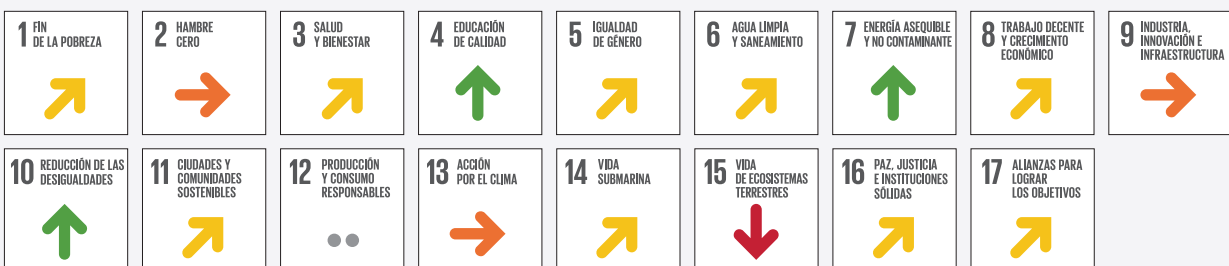 1 FIN
DE LA POBREZA
2 HAMBRE
CERO
3 SALUD
Y BIENESTAR
4 EDUCACIÓN
DE CALIDAD
5 IGUALDAD
DE GÉNERO
6 AGUA LIMPIA
Y SANEAMIENTO
7 ENERGÍA ASEQUIBLE
Y NO CONTAMINANTE
8 TRABAJO DECENTE
Y CRECIMIENTO
ECONÓMICO
9 INDUSTRIA,
INNOVACIÓN E
INFRAESTRUCTURA
10 REDUCCIÓN DE LAS
DESIGUALDADES
11 CIUDADES Y
COMUNIDADES
SOSTENIBLES
12 PRODUCCIÓN
Y CONSUMO
RESPONSABLES
13 ACCIÓN
POR EL CLIMA
14 VIDA
SUBMARINA
15 VIDA
DE ECOSISTEMAS
TERRESTRES
16 PAZ, JUSTICIA
E INSTITUCIONES
SÓLIDAS
17 ALIANZAS PARA
LOGRAR
LOS OBJETIVOS